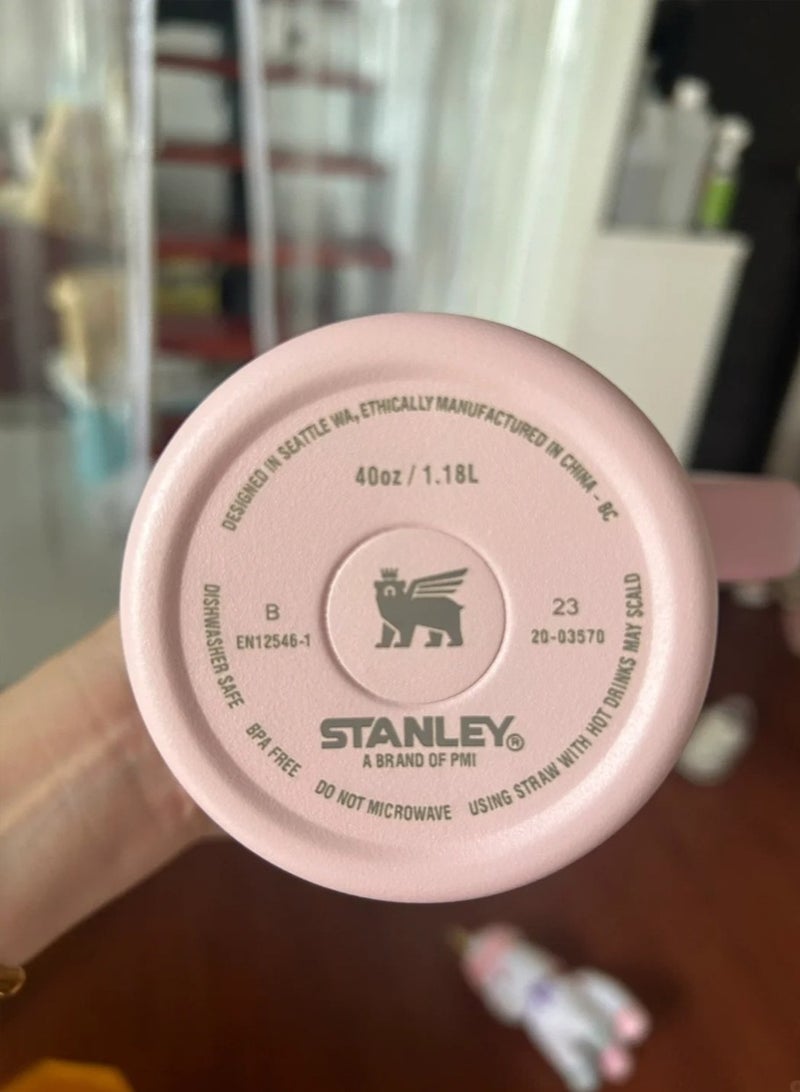 DESIGNED IN SEATTLE WA, ETHICALLY MANUFACTURED IN CHINA - BC
40oz / 1.18L
B
EN12546-1
23
20-03570
STANLEY®
A BRAND OF PMI
DISHWASHER SAFE
BPA FREE
DO NOT MICROWAVE
USING STRAW WITH HOT DRINKS MAY SCALD